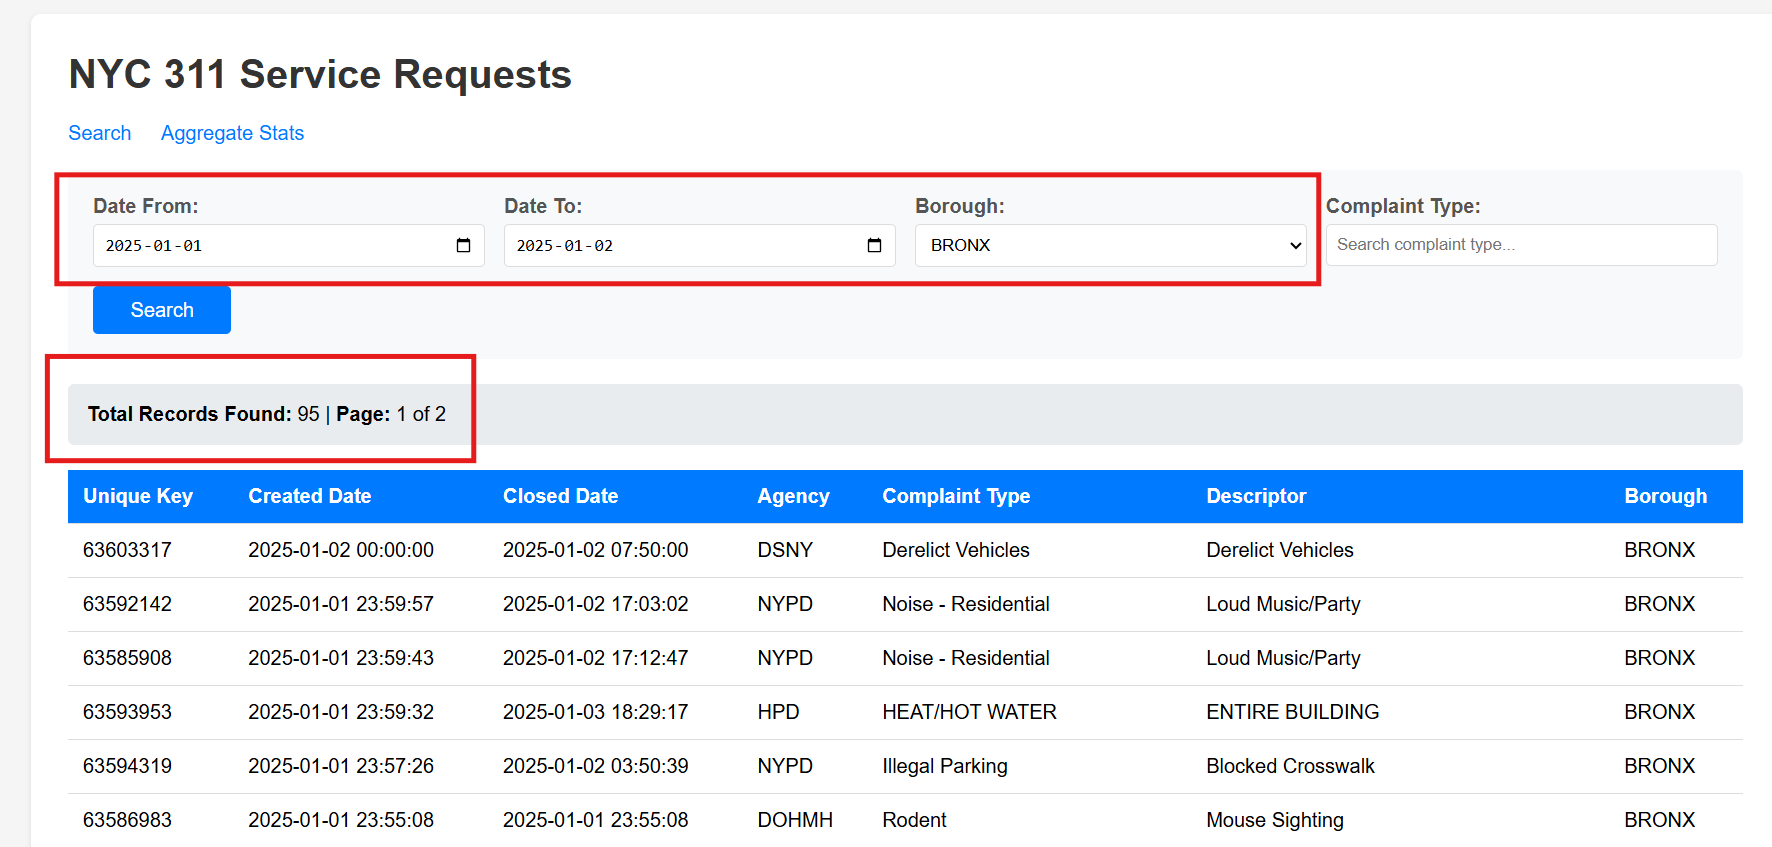 NYC 311 Service Requests
Search Aggregate Stats
Date From: Date To: Borough: Complaint Type:
2025-01-01 2025-01-02 BRONX Search complaint type...
Search
Total Records Found: 95 | Page: 1 of 2
Unique Key Created Date Closed Date Agency Complaint Type Descriptor Borough
63603317 2025-01-02 00:00:00 2025-01-02 07:50:00 DSNY Derelict Vehicles Derelict Vehicles BRONX
63592142 2025-01-01 23:59:57 2025-01-02 17:03:02 NYPD Noise - Residential Loud Music/Party BRONX
63585908 2025-01-01 23:59:43 2025-01-02 17:12:47 NYPD Noise - Residential Loud Music/Party BRONX
63593953 2025-01-01 23:59:32 2025-01-03 18:29:17 HPD HEAT/HOT WATER ENTIRE BUILDING BRONX
63594319 2025-01-01 23:57:26 2025-01-02 03:50:39 NYPD Illegal Parking Blocked Crosswalk BRONX
63586983 2025-01-01 23:55:08 2025-01-01 23:55:08 DOHMH Rodent Mouse Sighting BRONX